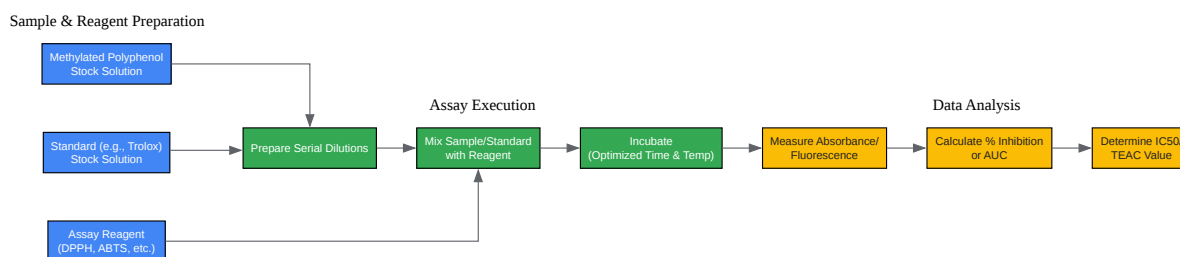 Sample & Reagent Preparation
Methylated Polyphenol
Stock Solution
Assay Execution
Data Analysis
Standard (e.g., Trolox)
Stock Solution
Prepare Serial Dilutions
Mix Sample/Standard
with Reagent
Incubate
(Optimized Time & Temp)
Measure Absorbance/
Fluorescence
Calculate % Inhibition
or AUC
Determine IC50/
TEAC Value
Assay Reagent
(DPPH, ABTS, etc.)